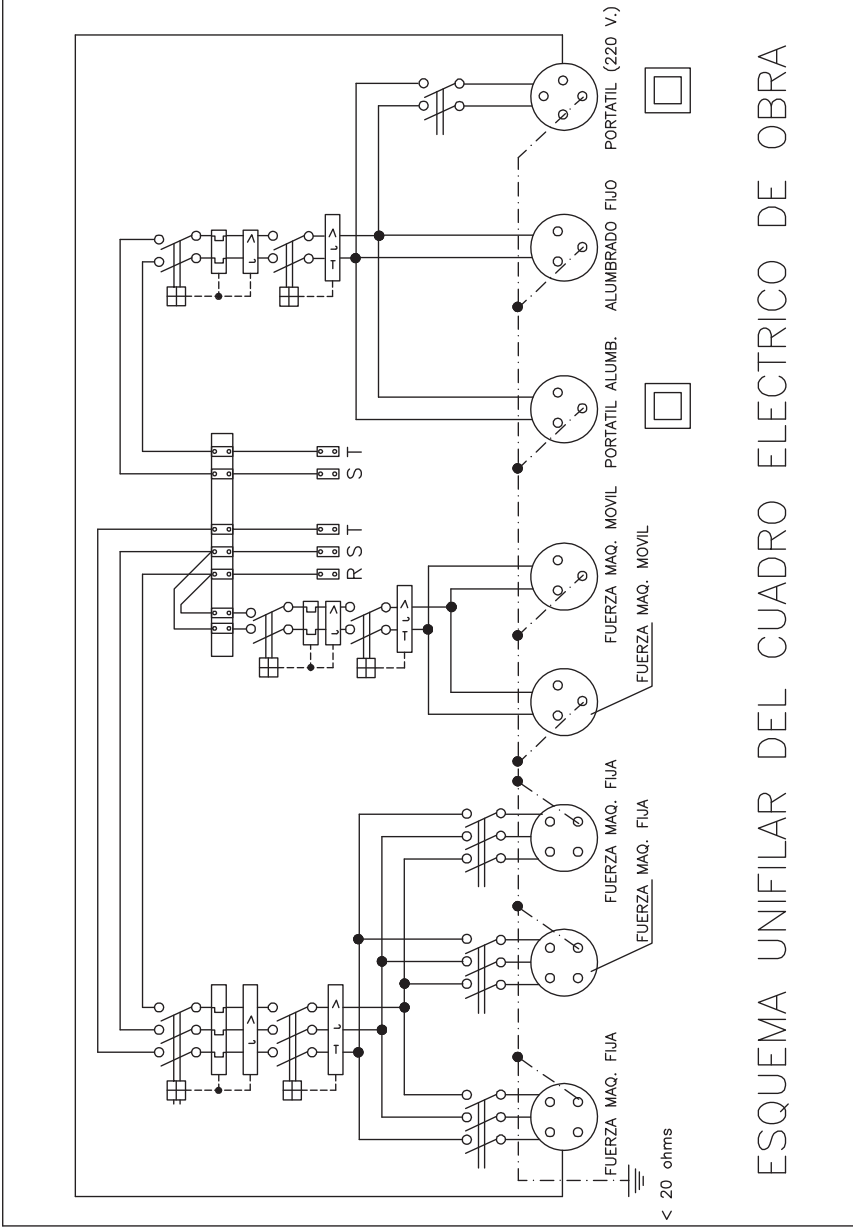 R
S
T
S
T
I >
I >
I >
T I >
T I >
T I >
< 20 ohms
FUERZA MAQ. FIJA
FUERZA MAQ. FIJA
FUERZA MAQ. FIJA
FUERZA MAQ. MOVIL
FUERZA MAQ. MOVIL
PORTATIL ALUMB.
ALUMBRADO FIJO
PORTATIL (220 V.)
ESQUEMA UNIFILAR DEL CUADRO ELECTRICO DE OBRA